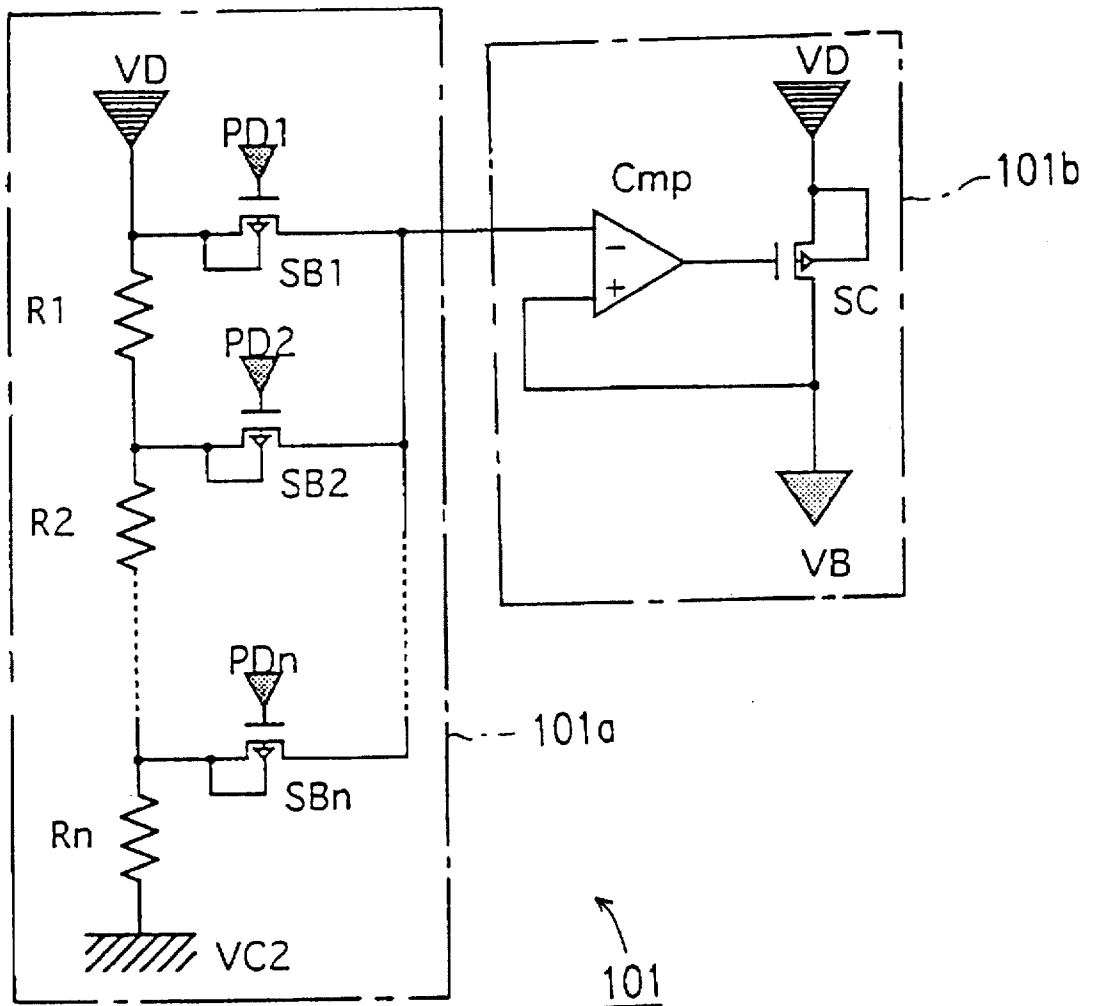 VD
PD1
SB1
R1
PD2
SB2
R2
PDn
SBn
Rn
VC2
101a
VD
Cmp
−
+
SC
VB
101b
101